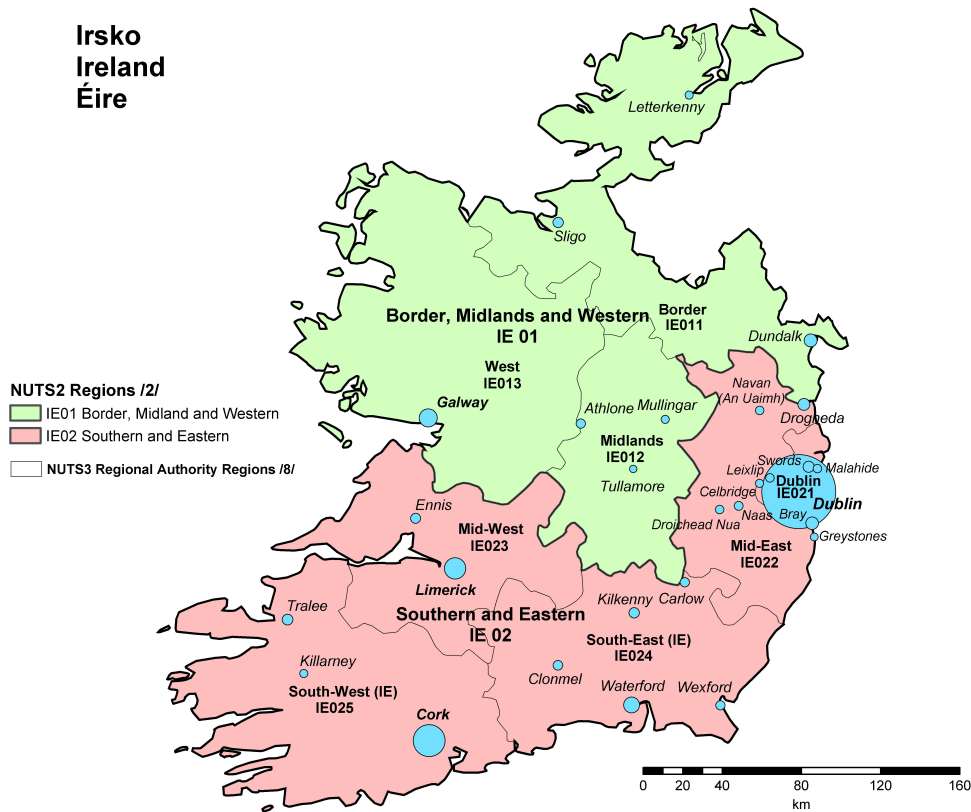 Irsko
Ireland
Éire
Letterkenny
Sligo
Border, Midlands and Western
IE 01
Border
IE011
Dundalk
West
IE013
NUTS2 Regions /2/
IE01 Border, Midland and Western
IE02 Southern and Eastern
NUTS3 Regional Authority Regions /8/
Galway
Athlone
Mullingar
Navan
(An Uaimh)
Drogheda
Midlands
IE012
Tullamore
Swords
Malahide
Leixlip
Dublin
IE021
Celbridge
Dublin
Droichead Nua
Naas
Bray
Greystones
Ennis
Mid-West
IE023
Mid-East
IE022
Limerick
Kilkenny
Carlow
Tralee
Southern and Eastern
IE 02
South-East (IE)
IE024
Killarney
Clonmel
South-West (IE)
IE025
Waterford
Wexford
Cork
0 20 40 80 120 160
km